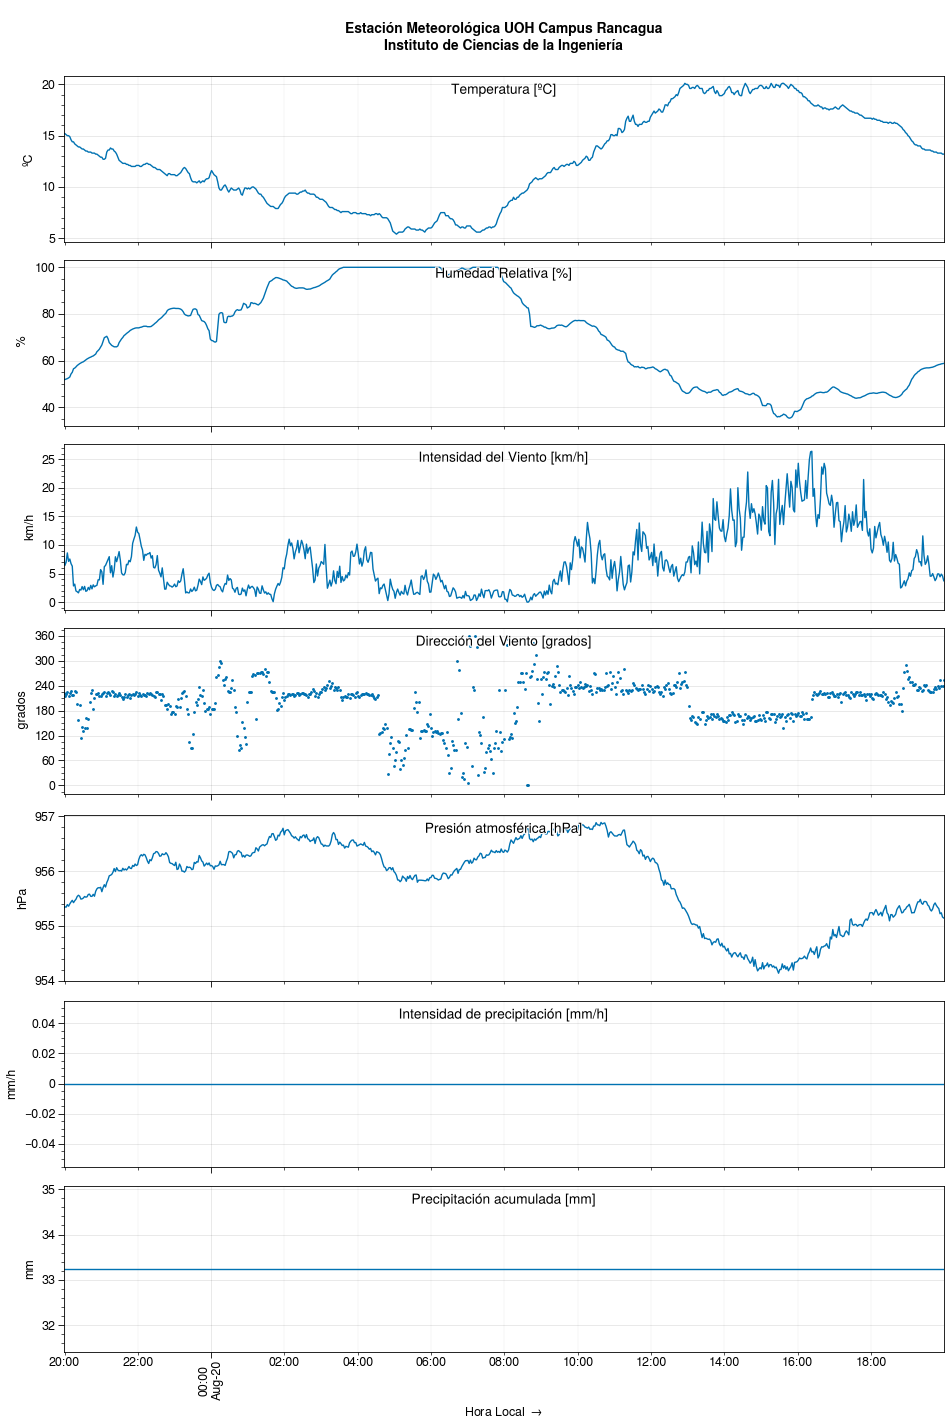 Estación Meteorológica UOH Campus Rancagua
Instituto de Ciencias de la Ingeniería
Temperatura [ºC]
ºC
20
15
10
5
Humedad Relativa [%]
%
100
80
60
40
Intensidad del Viento [km/h]
km/h
25
20
15
10
5
0
Dirección del Viento [grados]
grados
360
300
240
180
120
60
0
Presión atmosférica [hPa]
hPa
957
956
955
954
Intensidad de precipitación [mm/h]
mm/h
0.04
0.02
0
−0.02
−0.04
Precipitación acumulada [mm]
mm
35
34
33
32
20:00 22:00 00:00 02:00 04:00 06:00 08:00 10:00 12:00 14:00 16:00 18:00
Aug-20
Hora Local →